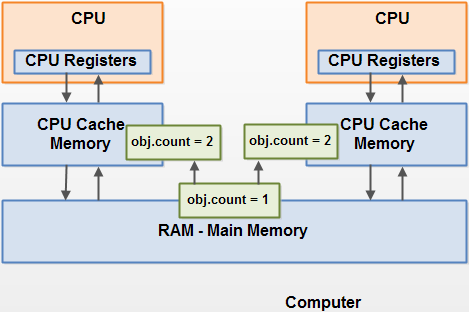 CPU
CPU
CPU Registers
CPU Registers
CPU Cache
Memory
CPU Cache
Memory
obj.count = 2
obj.count = 2
obj.count = 1
RAM - Main Memory
Computer